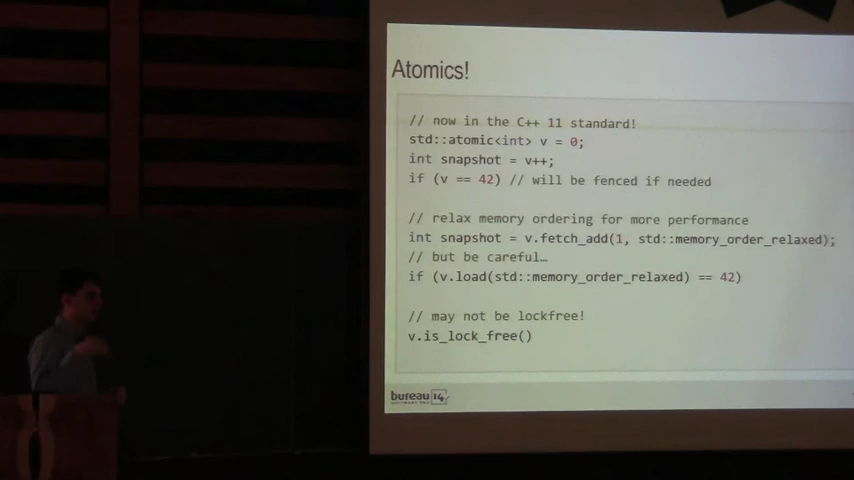 Atomics!
// now in the C++ 11 standard!
std::atomic<int> v = 0;
int snapshot = v++;
if (v == 42) // will be fenced if needed
// relax memory ordering for more performance
int snapshot = v.fetch_add(1, std::memory_order_relaxed);
// but be careful…
if (v.load(std::memory_order_relaxed) == 42)
// may not be lockfree!
v.is_lock_free()
bureau 14